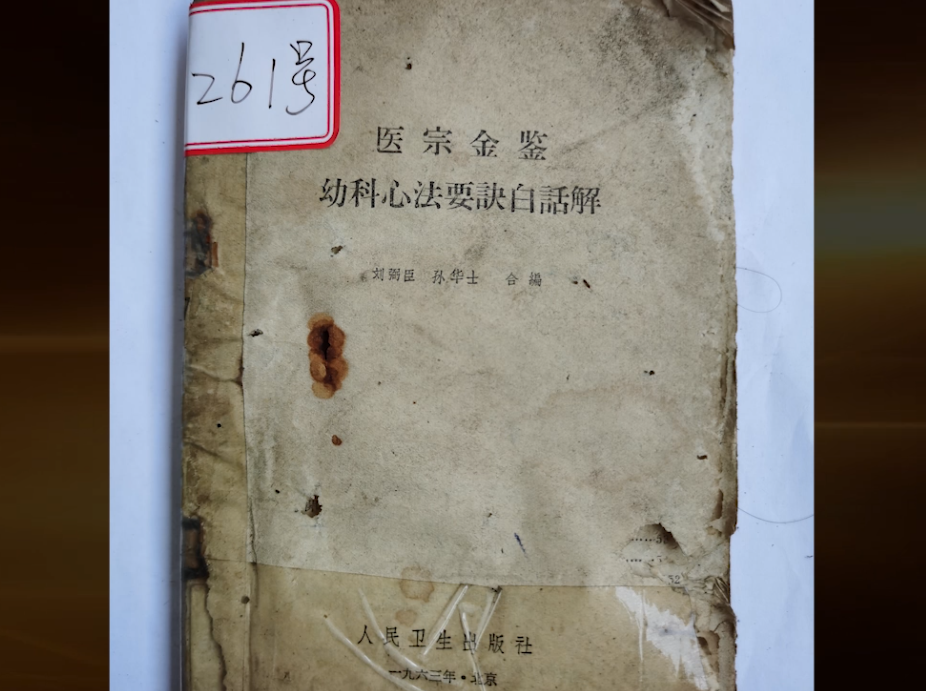 261号
医宗金鉴
幼科心法要訣白話解
刘弼臣 孙华士 合編
52
人民卫生出版社
一九六三年·北京